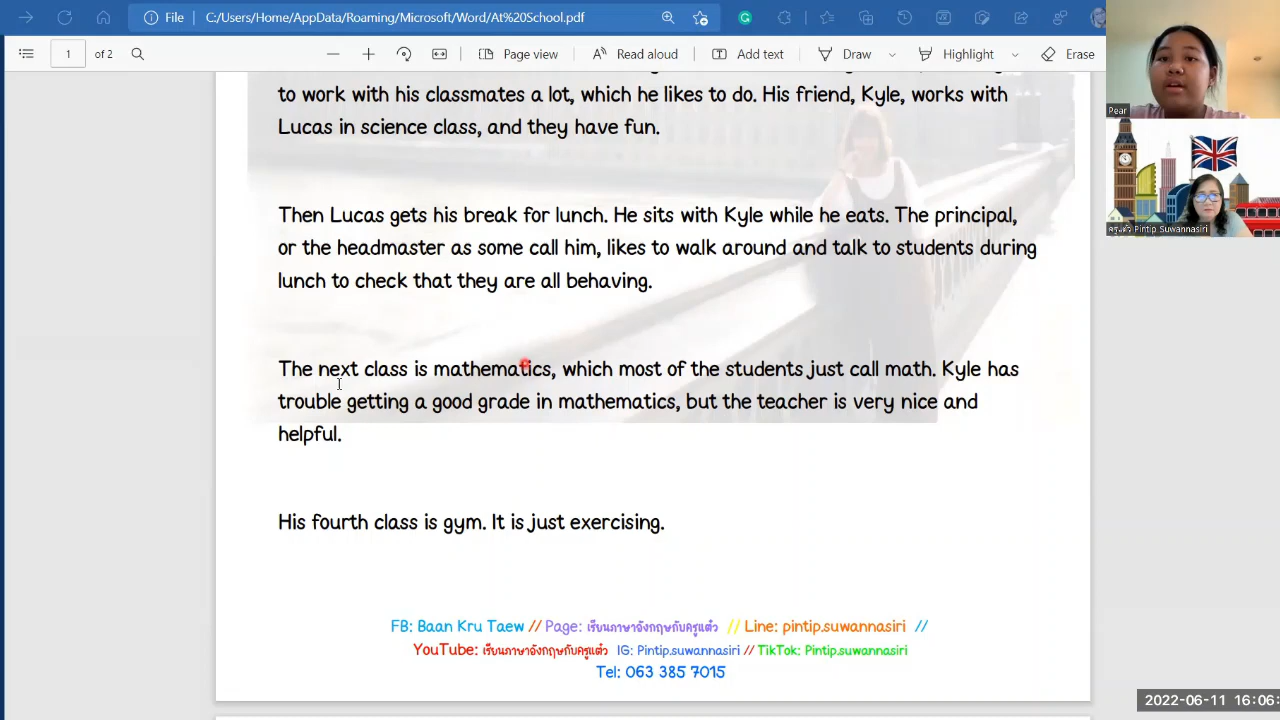 File C:/Users/Home/AppData/Roaming/Microsoft/Word/At%20School.pdf
1 of 2 Page view Read aloud Add text Draw Highlight Erase
to work with his classmates a lot, which he likes to do. His friend, Kyle, works with
Lucas in science class, and they have fun.
Then Lucas gets his break for lunch. He sits with Kyle while he eats. The principal,
or the headmaster as some call him, likes to walk around and talk to students during
lunch to check that they are all behaving.
The next class is mathematics, which most of the students just call math. Kyle has
trouble getting a good grade in mathematics, but the teacher is very nice and
helpful.
His fourth class is gym. It is just exercising.
FB: Baan Kru Taew // Page: เรียนภาษาอังกฤษกับครูแต๋ว // Line: pintip.suwannasiri //
YouTube: เรียนภาษาอังกฤษกับครูแต๋ว IG: Pintip.suwannasiri // TikTok: Pintip.suwannasiri
Tel: 063 385 7015
Pear
Pintip Suwannasiri
2022-06-11 16:06: